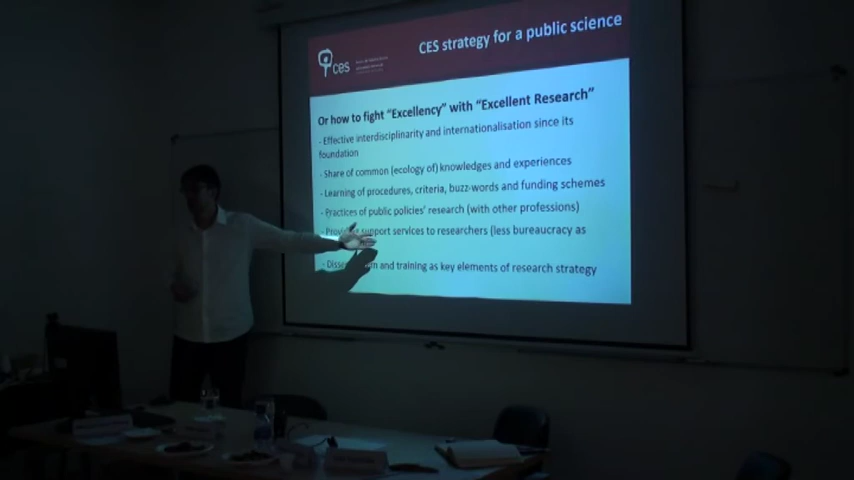 CES strategy for a public science
ces
Or how to fight “Excellency” with “Excellent Research”
- Effective interdisciplinarity and internationalisation since its
foundation
- Share of common (ecology of) knowledges and experiences
- Learning of procedures, criteria, buzz-words and funding schemes
- Practices of public policies’ research (with other professions)
- support services to researchers (less bureaucracy as
- and training as key elements of research strategy